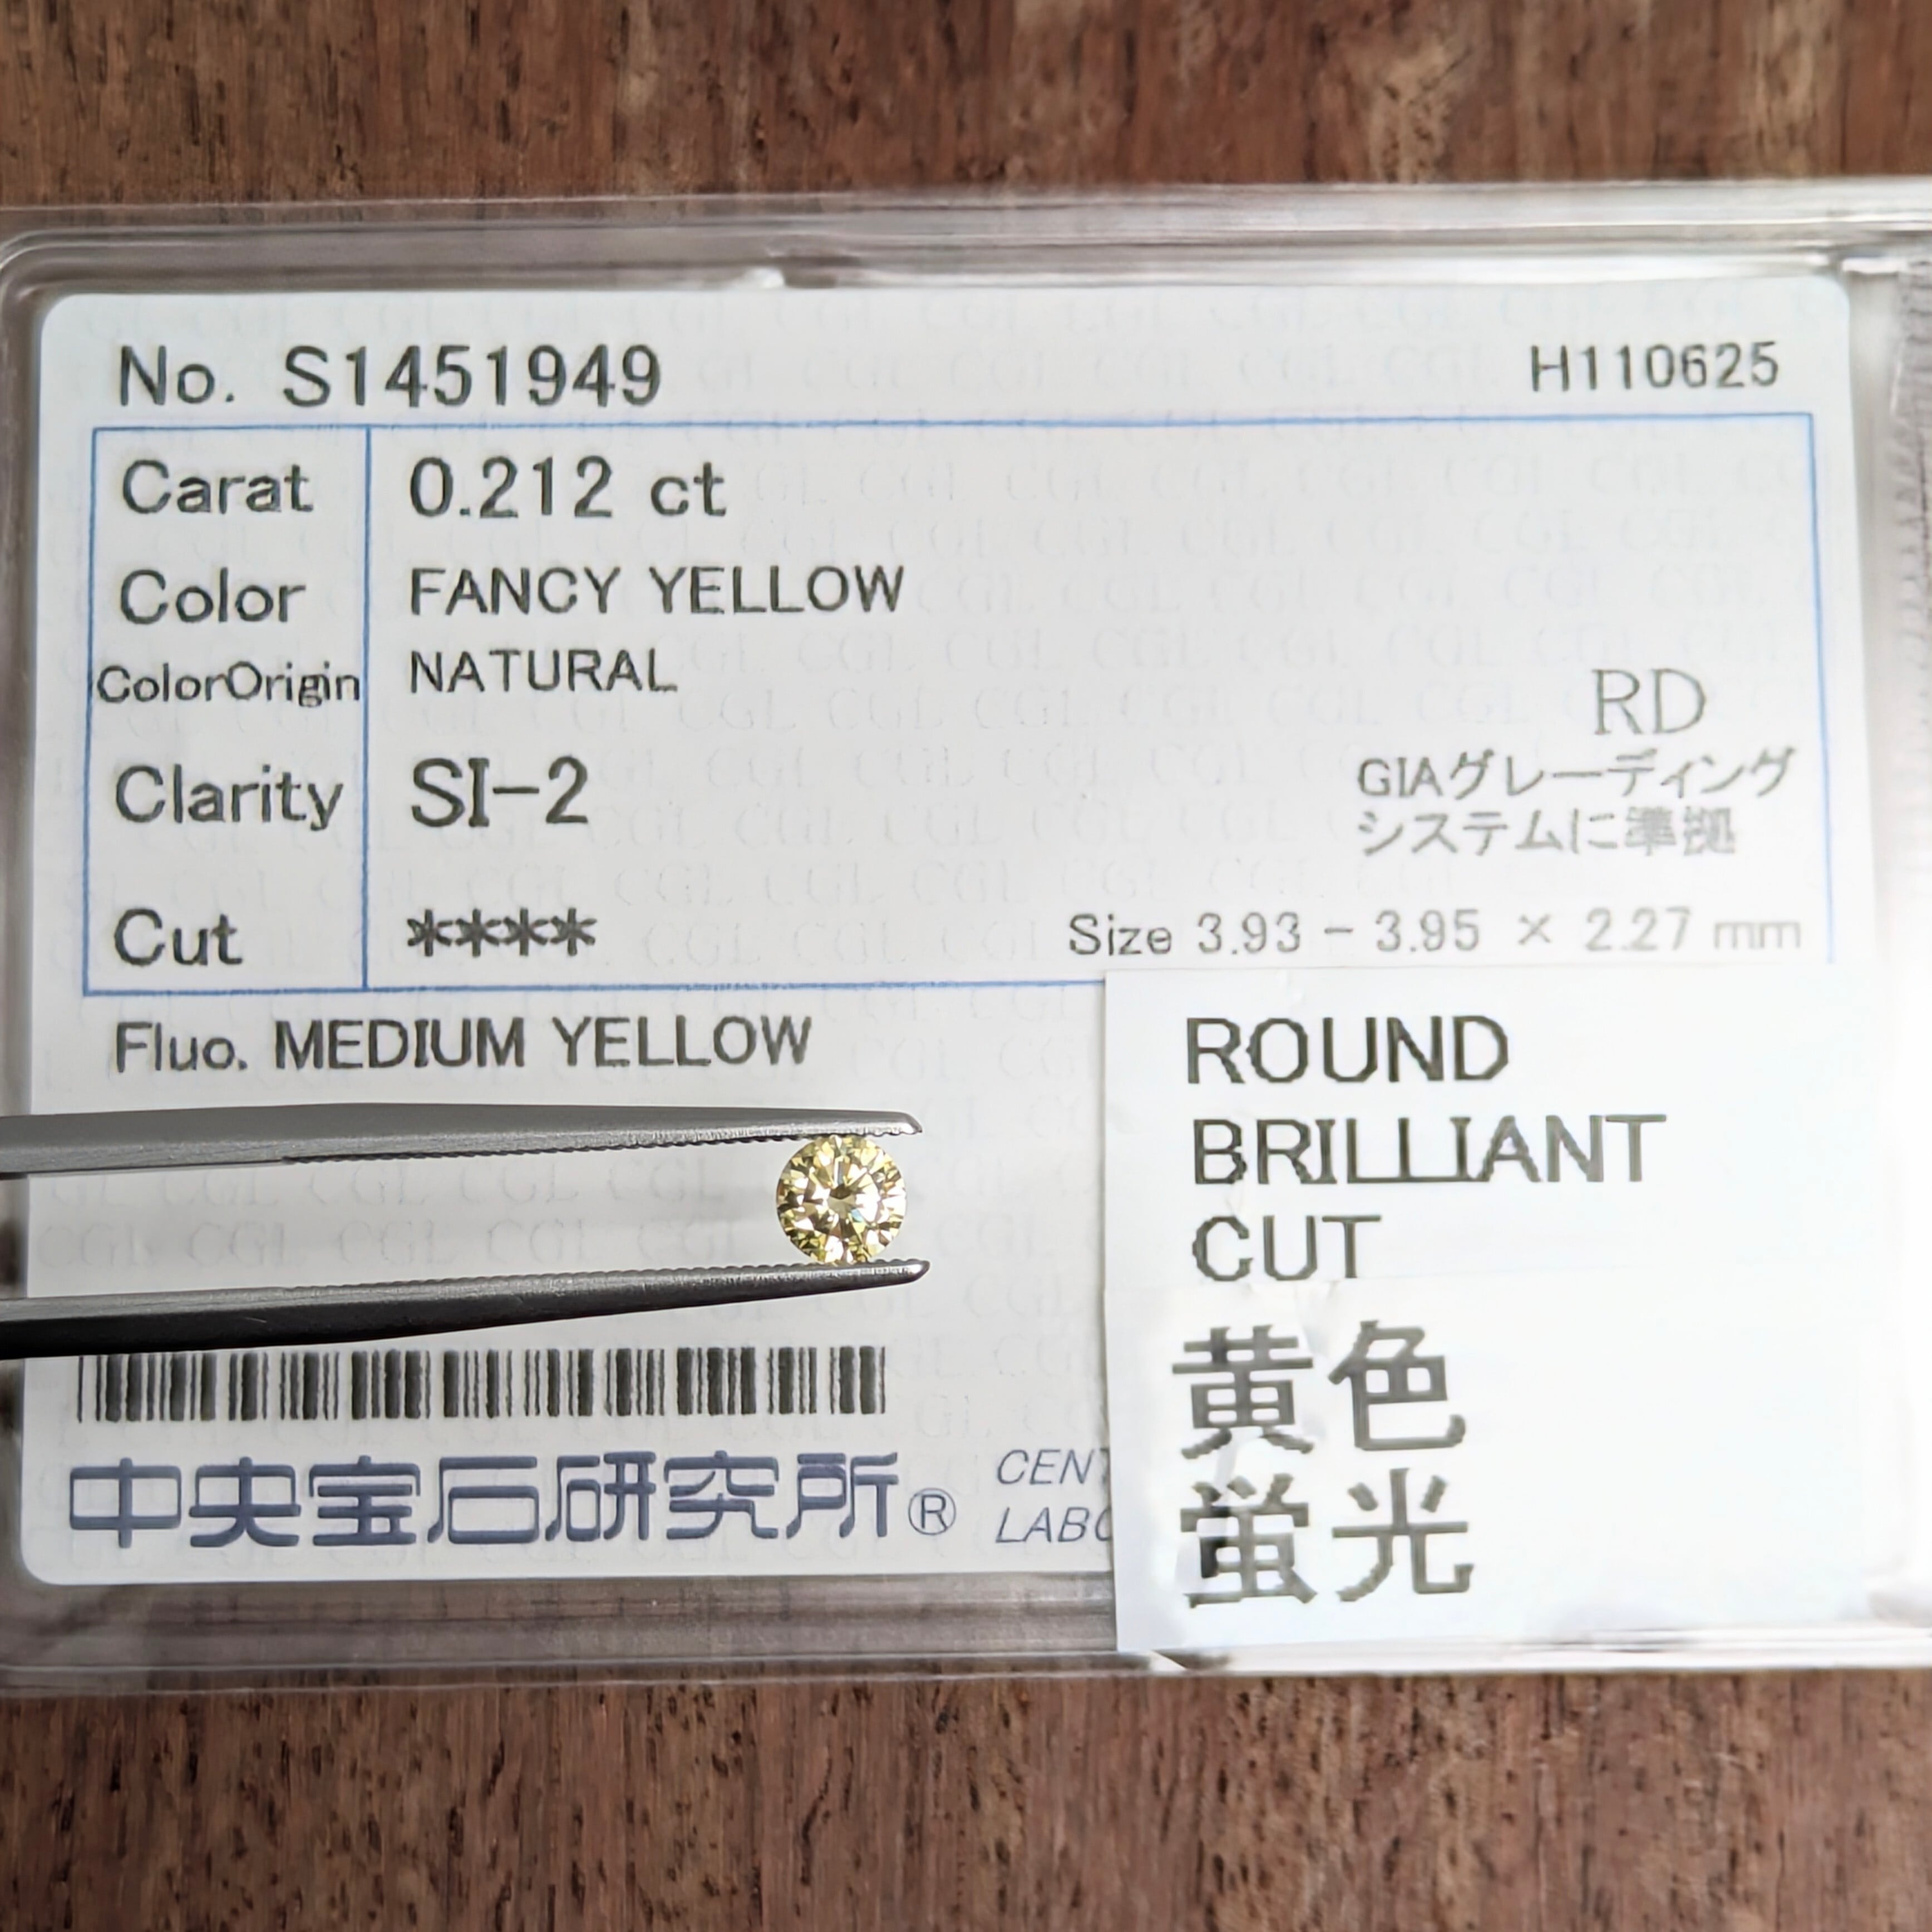 No. S1451949
H110625
Carat 0.212 ct
Color FANCY YELLOW
ColorOrigin NATURAL
RD
Clarity SI-2
GIAグレーディング
システムに準拠
Cut ****
Size 3.93 - 3.95 × 2.27 mm
Fluo. MEDIUM YELLOW
ROUND
BRILLIANT
CUT
黄色
蛍光
中央宝石研究所®
CENT
LABO